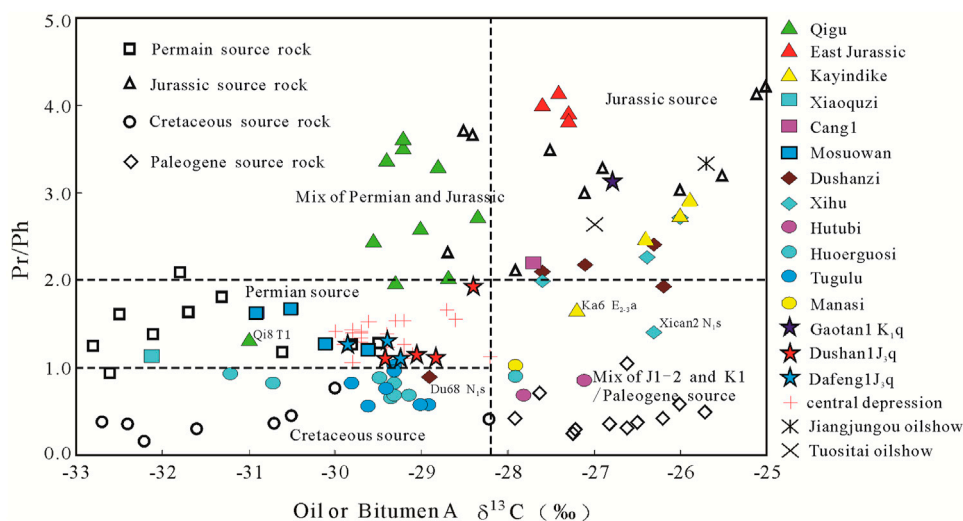 5.0
4.0
3.0
2.0
1.0
0.0
Pr/Ph
Permain source rock
Jurassic source rock
Cretaceous source rock
Paleogene source rock
Jurassic source
Mix of Permian and Jurassic
Permian source
Qi8 T1
Ka6 E₂₋₃a
Xican2 N₁s
Du68 N₁s
Mix of J1-2 and K1
/Paleogene source
Cretaceous source
-33
-32
-31
-30
-29
-28
-27
-26
-25
Oil or Bitumen A δ¹³C (‰)
Qigu
East Jurassic
Kayindike
Xiaoquzi
Cang1
Mosuowan
Dushanzi
Xihu
Hutubi
Huoerguosi
Tugulu
Manasi
Gaotan1 K₁q
Dushan1J₃q
Dafeng1J₃q
central depression
Jiangjungou oilshow
Tuositai oilshow